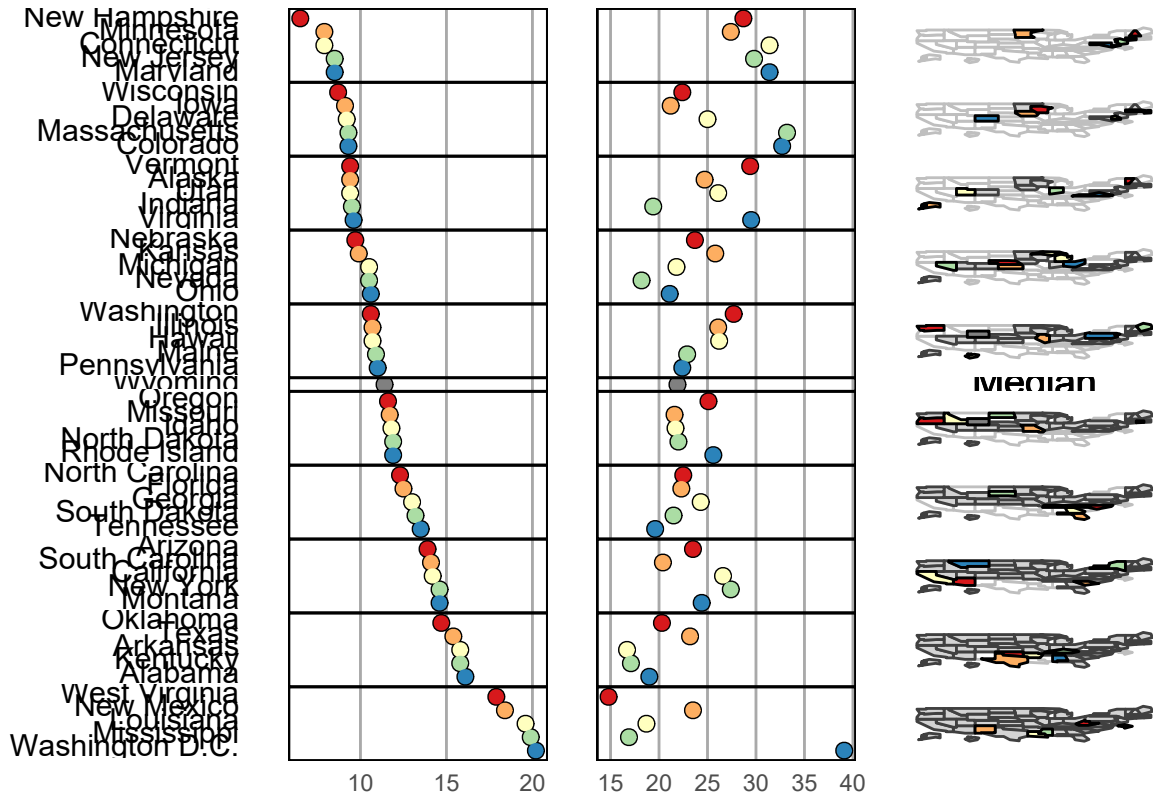 New Hampshire
Minnesota
Connecticut
New Jersey
Maryland
Wisconsin
Iowa
Delaware
Massachusetts
Colorado
Vermont
Alaska
Utah
Indiana
Virginia
Nebraska
Kansas
Michigan
Nevada
Ohio
Washington
Illinois
Hawaii
Maine
Pennsylvania
Wyoming
Median
Oregon
Missouri
Idaho
North Dakota
Rhode Island
North Carolina
Florida
Georgia
South Dakota
Tennessee
Arizona
South Carolina
California
New York
Montana
Oklahoma
Texas
Arkansas
Kentucky
Alabama
West Virginia
New Mexico
Louisiana
Mississippi
Washington D.C.
10 15 20 15 20 25 30 35 40